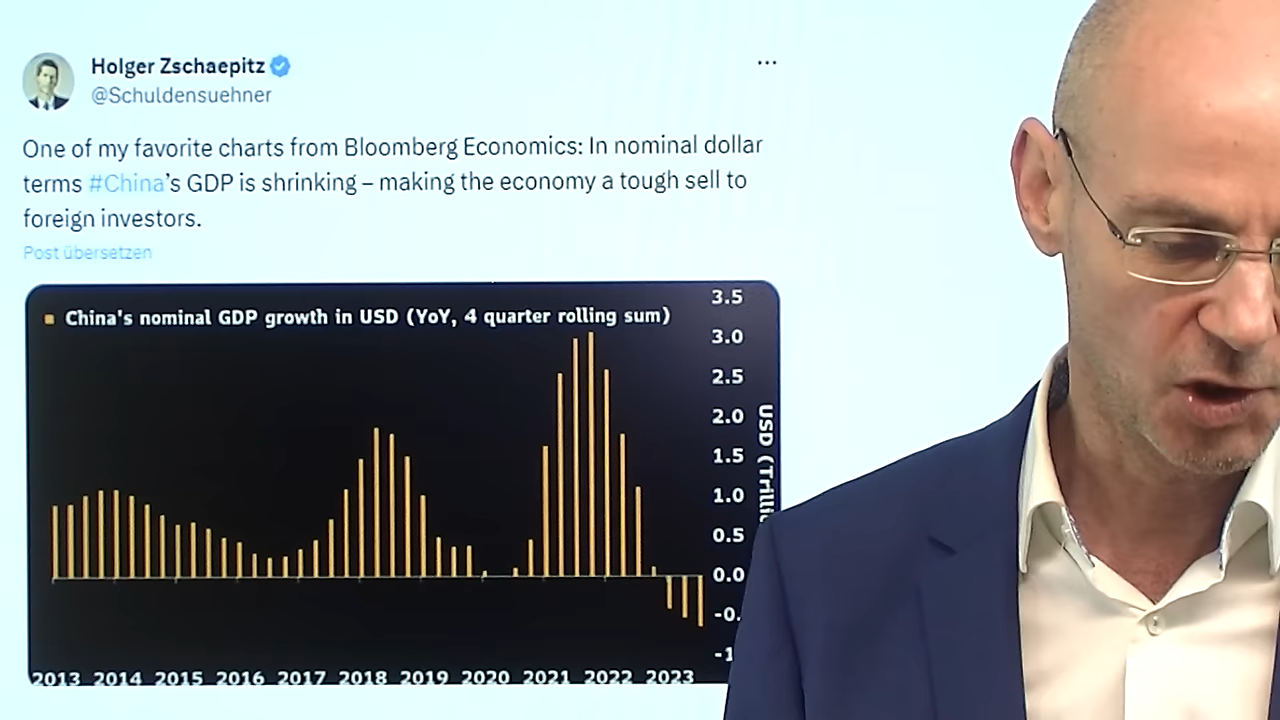 Holger Zschaepitz
@Schuldensuehner
One of my favorite charts from Bloomberg Economics: In nominal dollar
terms #China's GDP is shrinking – making the economy a tough sell to
foreign investors.
Post übersetzen
China's nominal GDP growth in USD (YoY, 4 quarter rolling sum)
3.5
3.0
2.5
2.0
1.5
1.0
0.5
0.0
USD
2013 2014 2015 2016 2017 2018 2019 2020 2021 2022 2023